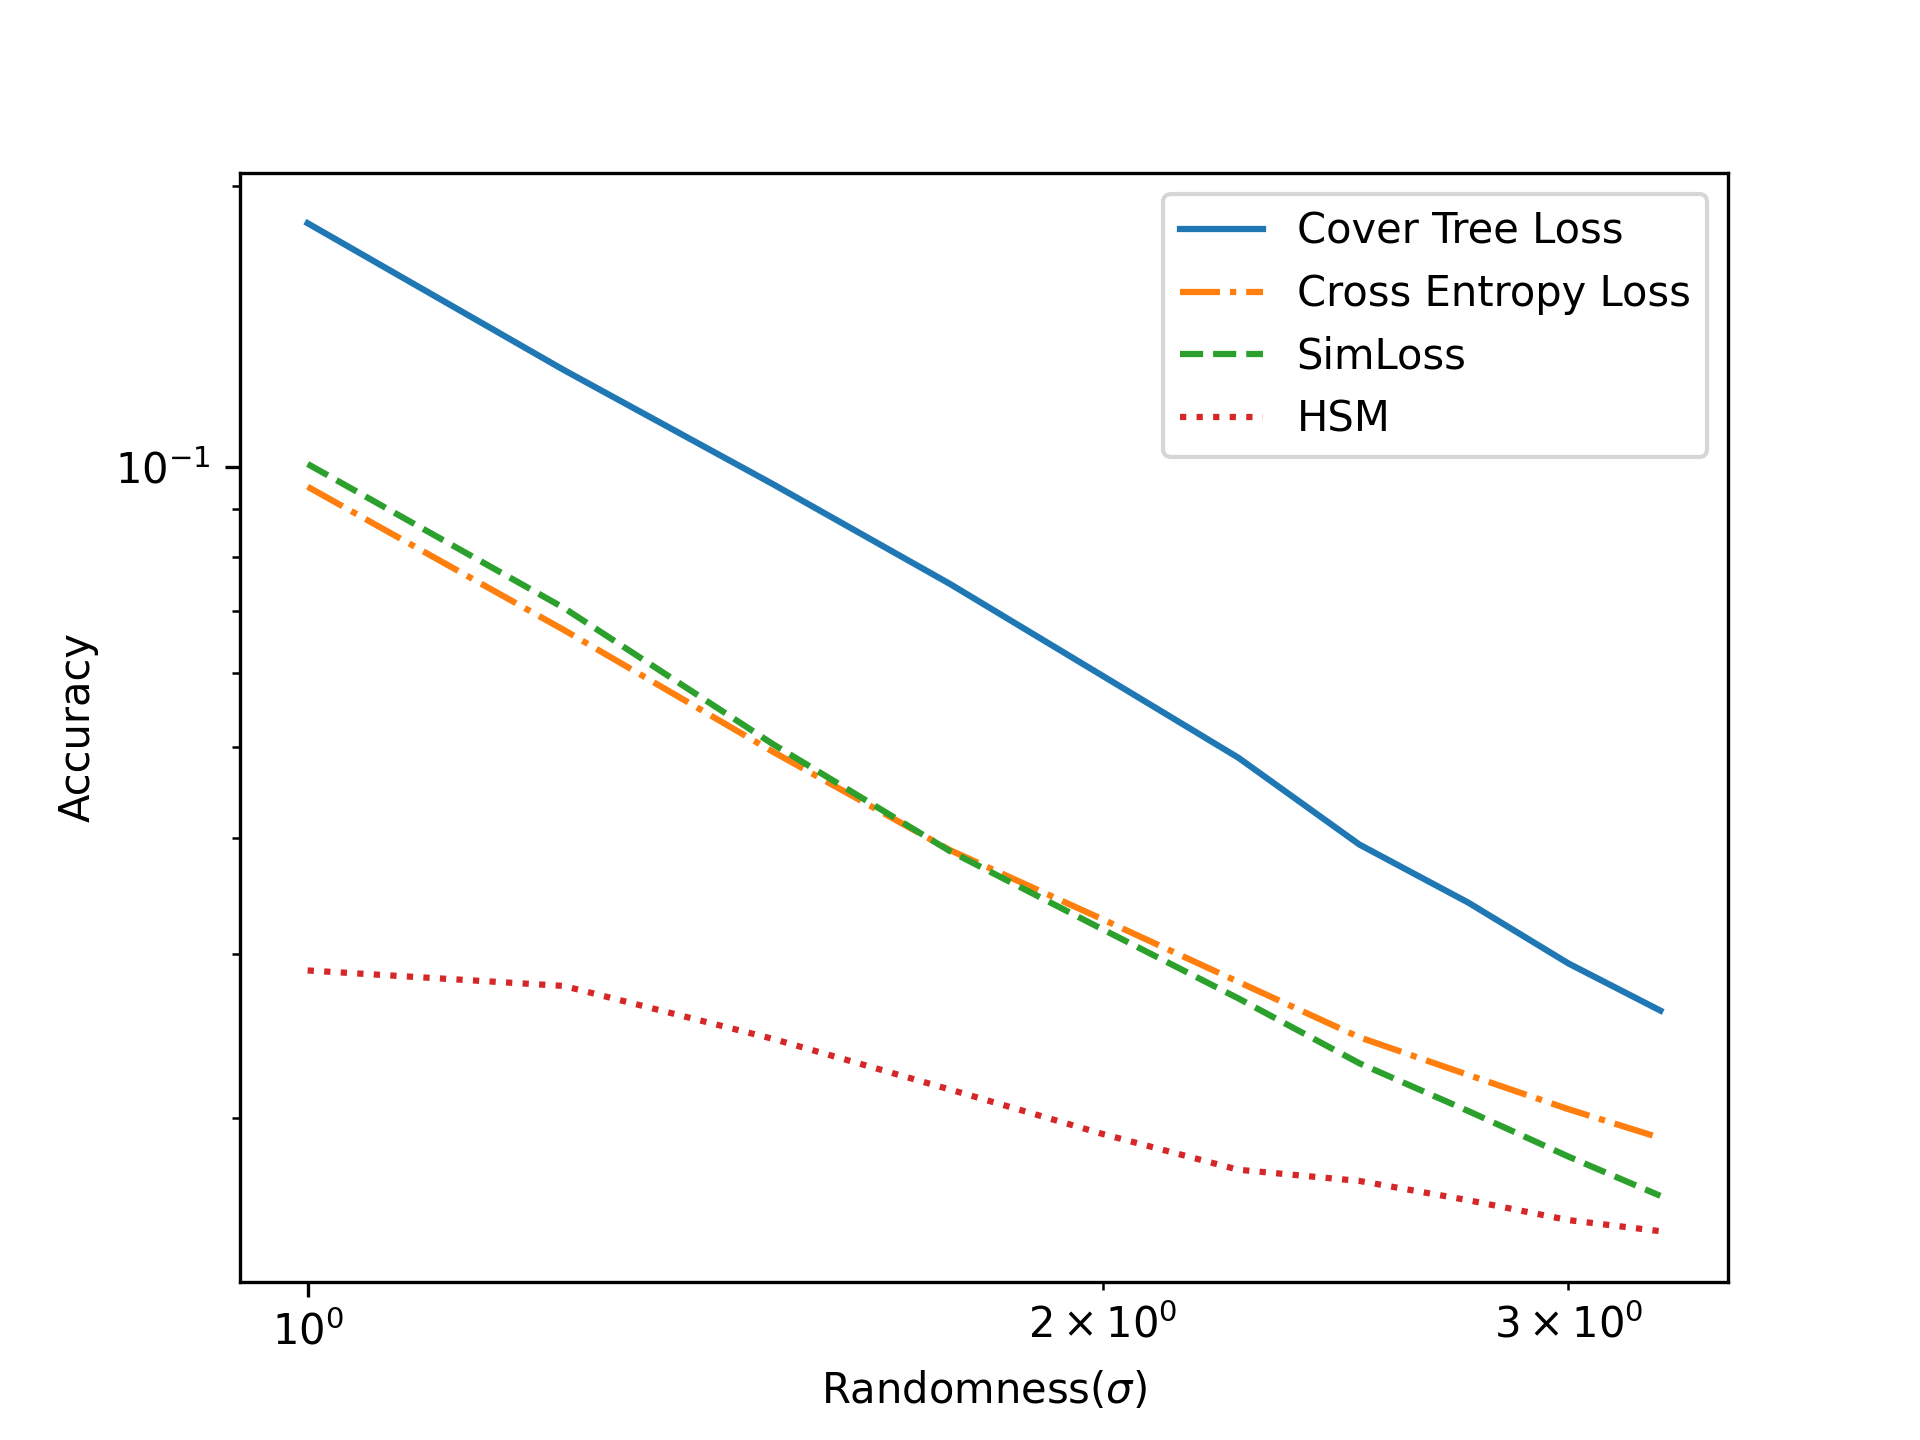 Cover Tree Loss
Cross Entropy Loss
SimLoss
HSM
10⁻¹
Accuracy
10⁰
2 × 10⁰
3 × 10⁰
Randomness(σ)